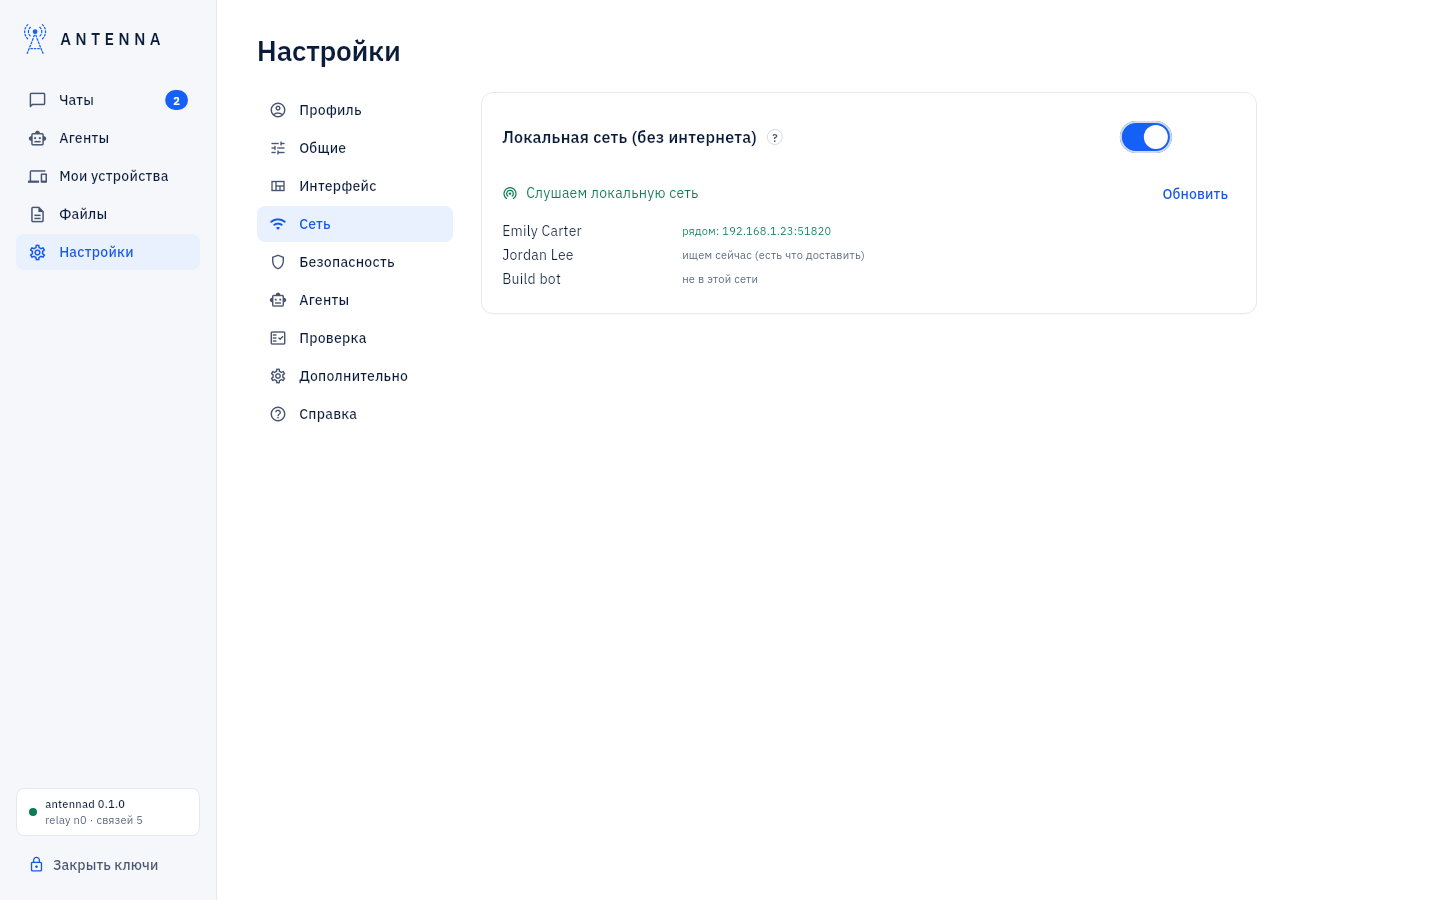 ANTENNA
Чаты 2
Агенты
Мои устройства
Файлы
Настройки
antennad 0.1.0
relay n0 · связей 5
Закрыть ключи
Настройки
Профиль
Общие
Интерфейс
Сеть
Безопасность
Агенты
Проверка
Дополнительно
Справка
Локальная сеть (без интернета) ?
Слушаем локальную сеть Обновить
Emily Carter рядом: 192.168.1.23:51820
Jordan Lee ищем сейчас (есть что доставить)
Build bot не в этой сети